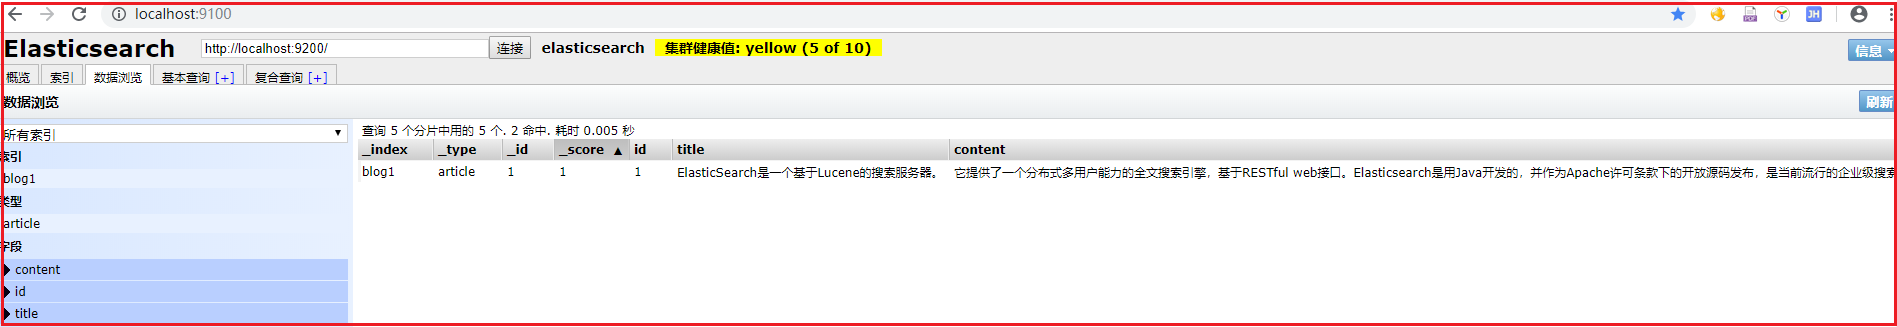 localhost:9100
Elasticsearch http://localhost:9200/ 连接 elasticsearch 集群健康值: yellow (5 of 10) 信息
概览 索引 数据浏览 基本查询 [+] 复合查询 [+]
数据浏览 刷新
所有索引
查询 5 个分片中用的 5 个. 2 命中. 耗时 0.005 秒
_index _type _id _score ▲ id title content
blog1 article 1 1 1 ElasticSearch是一个基于Lucene的搜索服务器。 它提供了一个分布式多用户能力的全文搜索引擎，基于RESTful web接口。Elasticsearch是用Java开发的，并作为Apache许可条款下的开放源码发布，是当前流行的企业级搜索
索引
blog1
类型
article
字段
content
id
title
PDF
JH